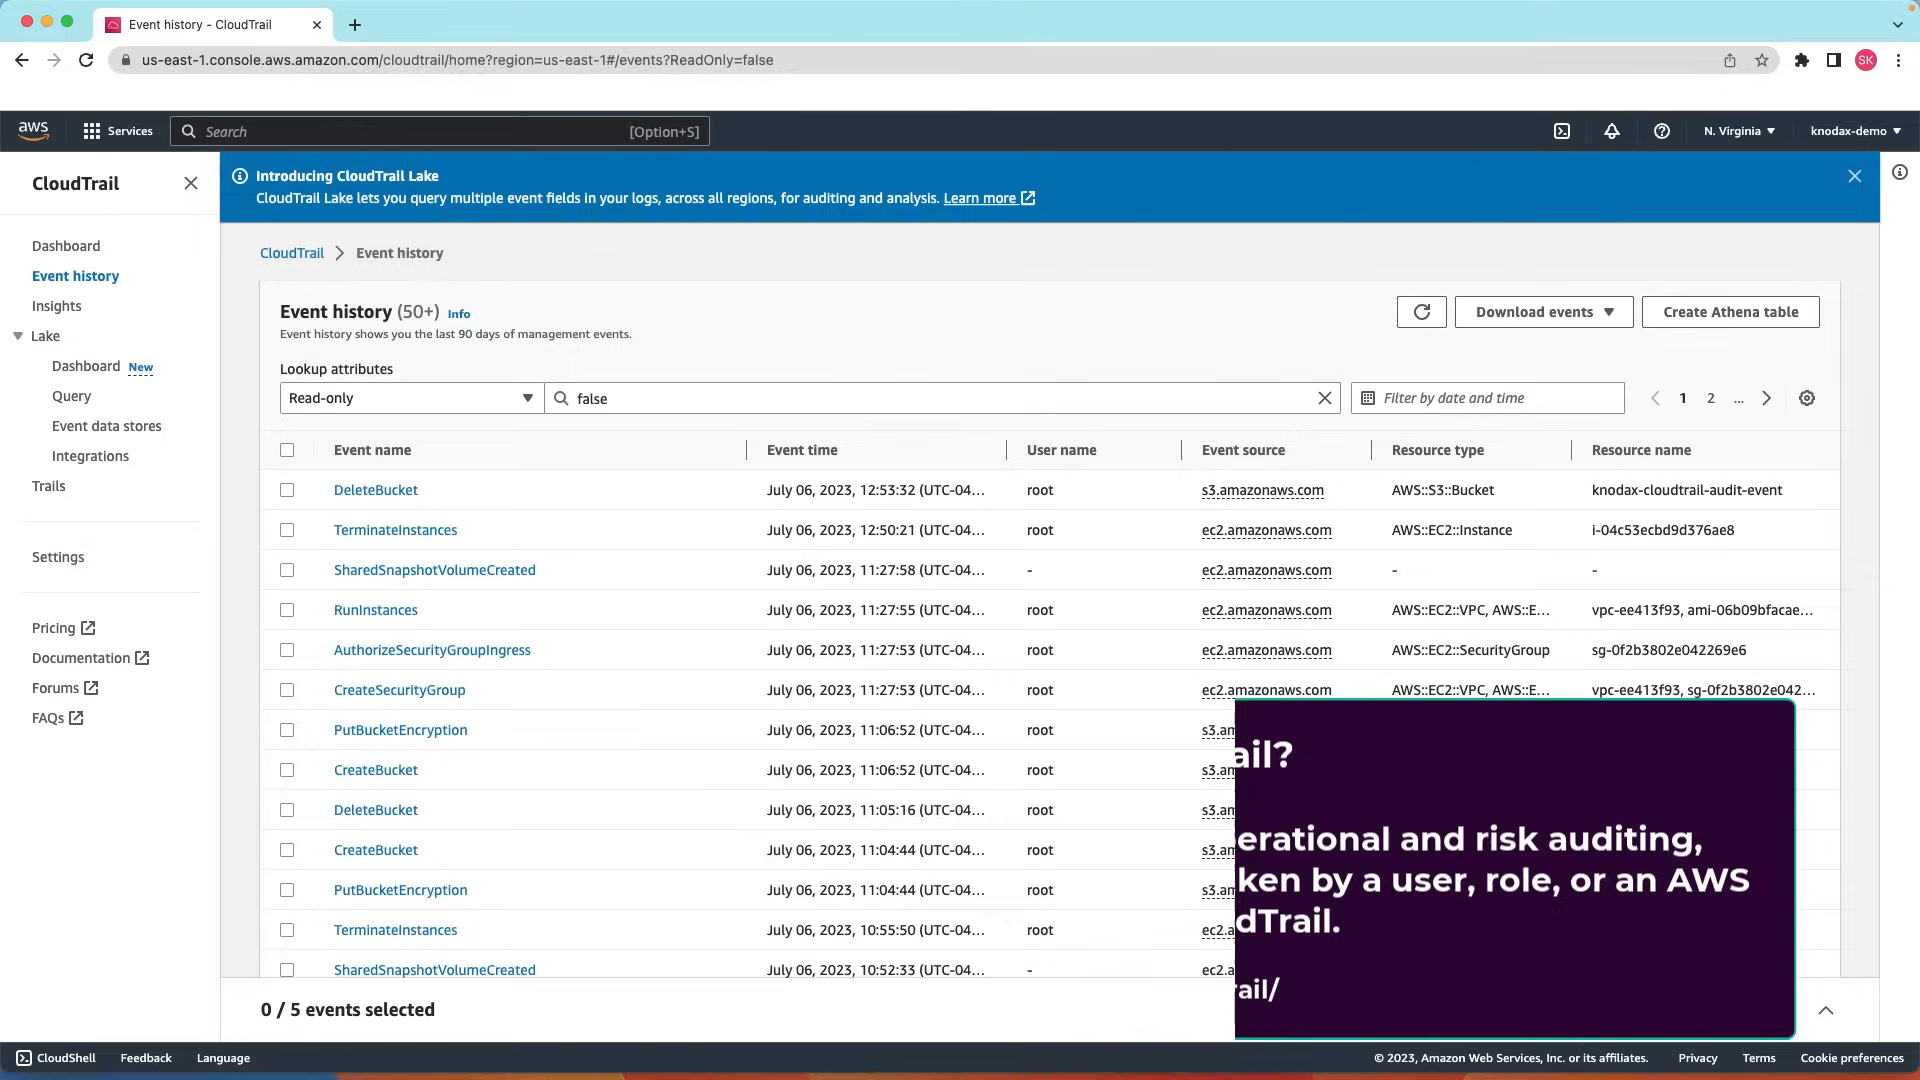 Event history - CloudTrail
us-east-1.console.aws.amazon.com/cloudtrail/home?region=us-east-1#/events?ReadOnly=false
SK
aws
Services
Search
[Option+S]
N. Virginia
knodax-demo
CloudTrail
Introducing CloudTrail Lake
CloudTrail Lake lets you query multiple event fields in your logs, across all regions, for auditing and analysis. Learn more
Dashboard
Event history
Insights
Lake
Dashboard New
Query
Event data stores
Integrations
Trails
Settings
Pricing
Documentation
Forums
FAQs
CloudTrail > Event history
Event history (50+) Info
Event history shows you the last 90 days of management events.
Download events
Create Athena table
Lookup attributes
Read-only
false
Filter by date and time
1 2 ...
Event name Event time User name Event source Resource type Resource name
DeleteBucket July 06, 2023, 12:53:32 (UTC-04... root s3.amazonaws.com AWS::S3::Bucket knodax-cloudtrail-audit-event
TerminateInstances July 06, 2023, 12:50:21 (UTC-04... root ec2.amazonaws.com AWS::EC2::Instance i-04c53ecbd9d376ae8
SharedSnapshotVolumeCreated July 06, 2023, 11:27:58 (UTC-04... - ec2.amazonaws.com - -
RunInstances July 06, 2023, 11:27:55 (UTC-04... root ec2.amazonaws.com AWS::EC2::VPC, AWS::E... vpc-ee413f93, ami-06b09bfacae...
AuthorizeSecurityGroupIngress July 06, 2023, 11:27:53 (UTC-04... root ec2.amazonaws.com AWS::EC2::SecurityGroup sg-0f2b3802e042269e6
CreateSecurityGroup July 06, 2023, 11:27:53 (UTC-04... root ec2.amazonaws.com AWS::EC2::VPC, AWS::E... vpc-ee413f93, sg-0f2b3802e042...
PutBucketEncryption July 06, 2023, 11:06:52 (UTC-04... root s3.am
CreateBucket July 06, 2023, 11:06:52 (UTC-04... root s3.am
DeleteBucket July 06, 2023, 11:05:16 (UTC-04... root s3.am
CreateBucket July 06, 2023, 11:04:44 (UTC-04... root s3.am
PutBucketEncryption July 06, 2023, 11:04:44 (UTC-04... root s3.am
TerminateInstances July 06, 2023, 10:55:50 (UTC-04... root ec2.a
SharedSnapshotVolumeCreated July 06, 2023, 10:52:33 (UTC-04... - ec2.a
ail?
erational and risk auditing,
ken by a user, role, or an AWS
dTrail.
rail/
0 / 5 events selected
CloudShell Feedback Language
© 2023, Amazon Web Services, Inc. or its affiliates. Privacy Terms Cookie preferences